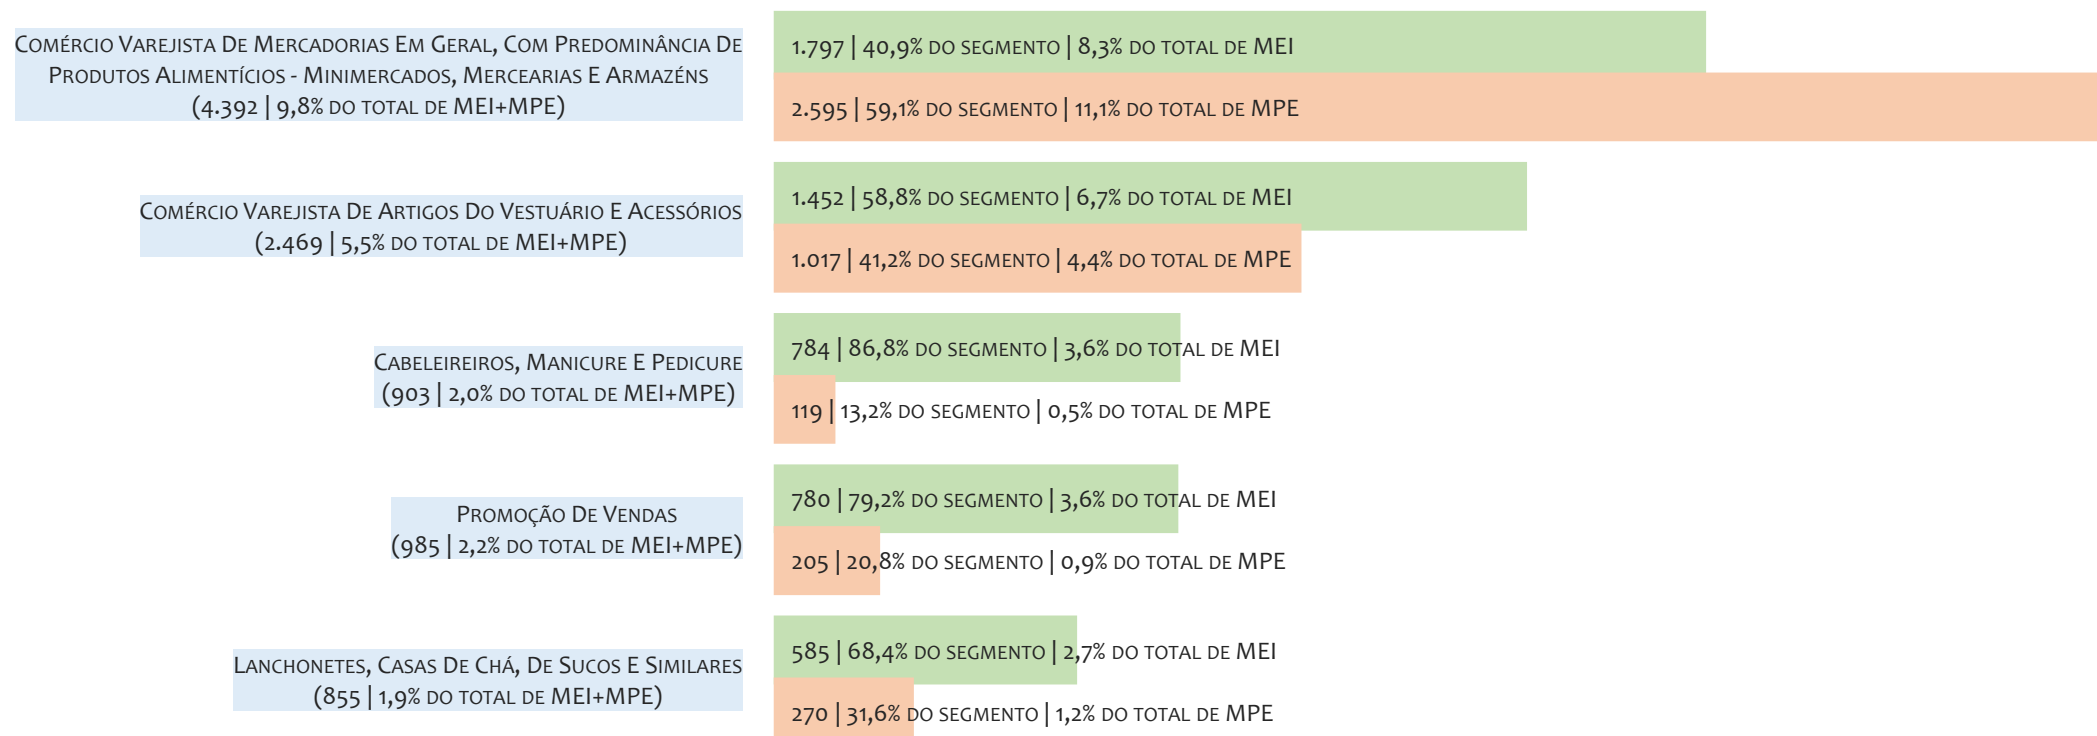 Comércio Varejista De Mercadorias Em Geral, Com Predominância De
Produtos Alimentícios - Minimercados, Mercearias E Armazéns
(4.392 | 9,8% do total de MEI+MPE)
1.797 | 40,9% do segmento | 8,3% do total de MEI
2.595 | 59,1% do segmento | 11,1% do total de MPE
Comércio Varejista De Artigos Do Vestuário E Acessórios
(2.469 | 5,5% do total de MEI+MPE)
1.452 | 58,8% do segmento | 6,7% do total de MEI
1.017 | 41,2% do segmento | 4,4% do total de MPE
Cabeleireiros, Manicure E Pedicure
(903 | 2,0% do total de MEI+MPE)
784 | 86,8% do segmento | 3,6% do total de MEI
119 | 13,2% do segmento | 0,5% do total de MPE
Promoção De Vendas
(985 | 2,2% do total de MEI+MPE)
780 | 79,2% do segmento | 3,6% do total de MEI
205 | 20,8% do segmento | 0,9% do total de MPE
Lanchonetes, Casas De Chá, De Sucos E Similares
(855 | 1,9% do total de MEI+MPE)
585 | 68,4% do segmento | 2,7% do total de MEI
270 | 31,6% do segmento | 1,2% do total de MPE